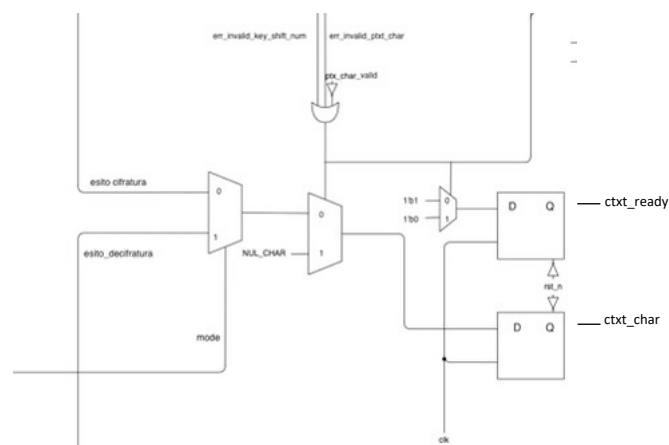 err_invalid_key_shift_num
err_invalid_ptxt_char
ptx_char_valid
esito cifratura
0
1
esito_decifratura
mode
0
1
NUL_CHAR
1'b1
1'b0
0
1
D Q
ctxt_ready
rst_n
D Q
ctxt_char
clk